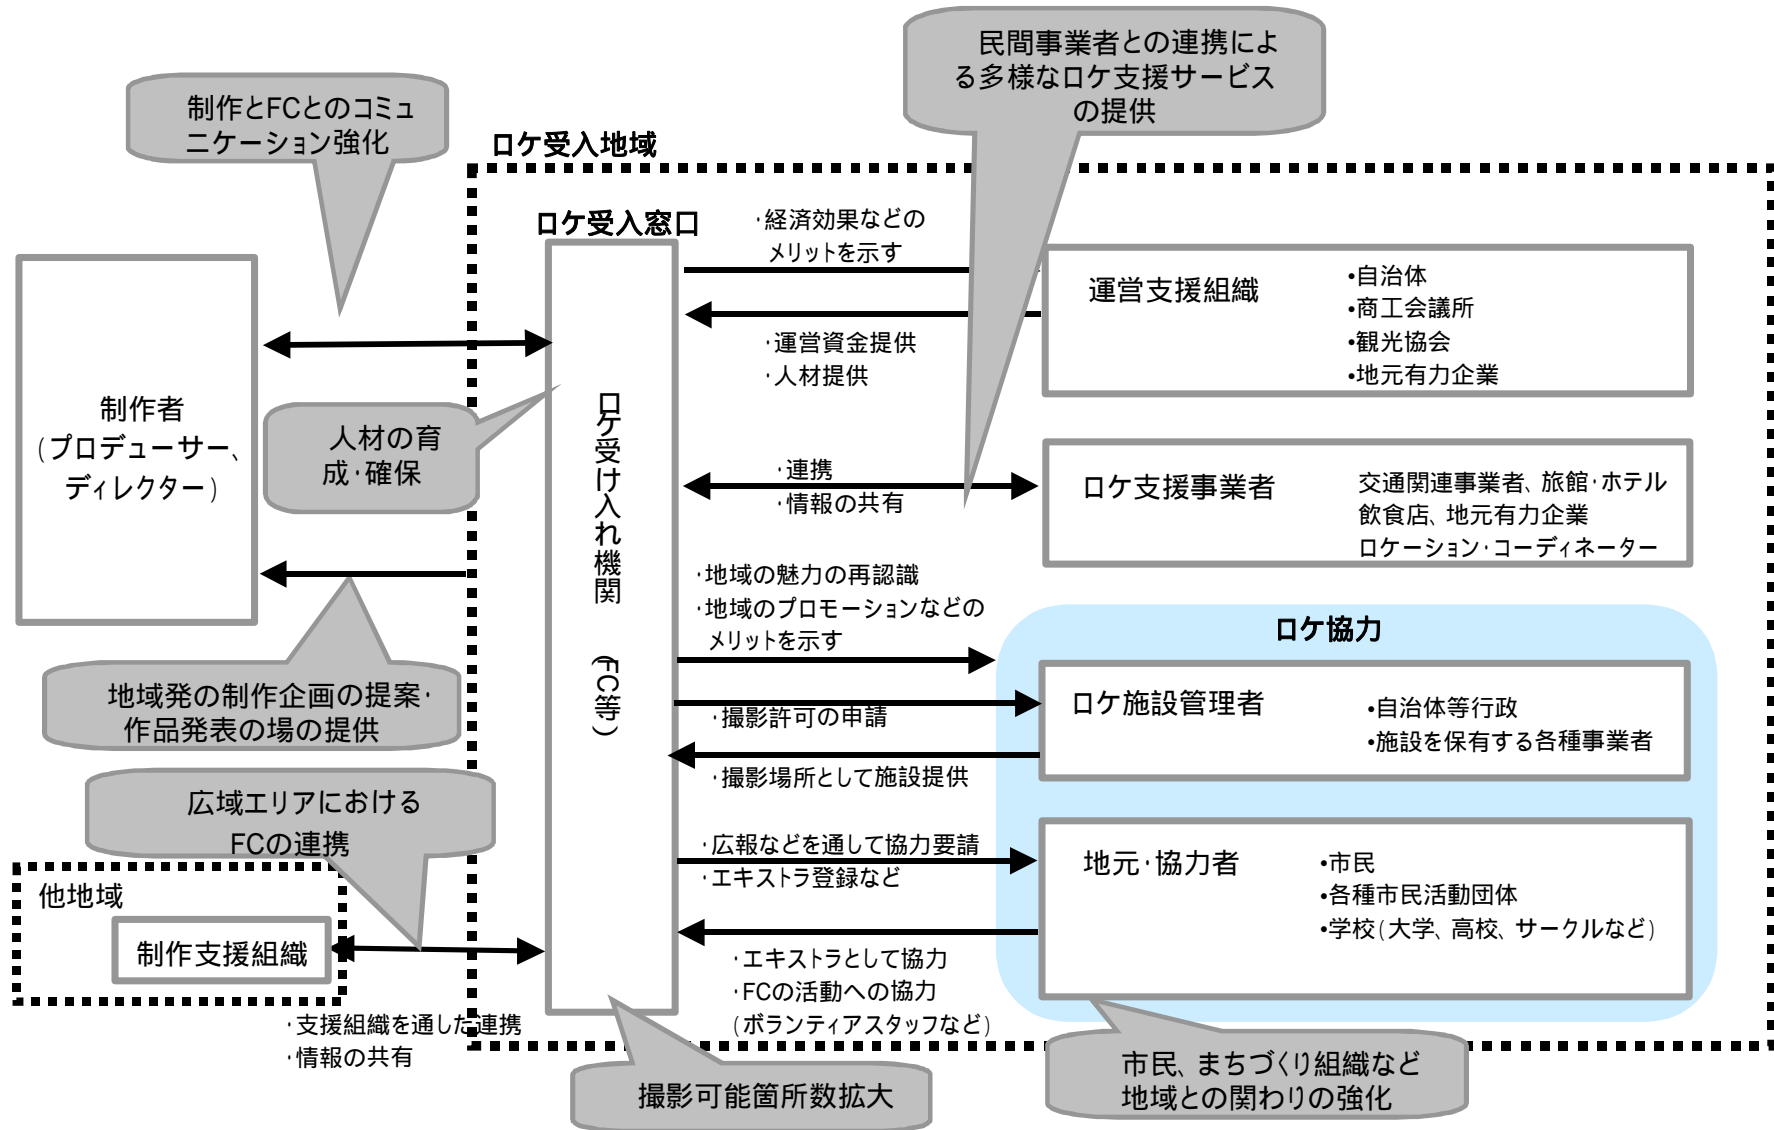 民間事業者との連携によ
る多様なロケ支援サービス
の提供
制作とFCとのコミュ
ニケーション強化
ロケ受入地域
ロケ受入窓口
・経済効果などの
メリットを示す
運営支援組織
•自治体
•商工会議所
•観光協会
•地元有力企業
・運営資金提供
・人材提供
制作者
(プロデューサー、
ディレクター)
人材の育
成・確保
ロケ受け入れ機関 (FC等)
・連携
・情報の共有
ロケ支援事業者
交通関連事業者、旅館・ホテル
飲食店、地元有力企業
ロケーション・コーディネーター
・地域の魅力の再認識
・地域のプロモーションなどの
メリットを示す
ロケ協力
地域発の制作企画の提案・
作品発表の場の提供
ロケ施設管理者
•自治体等行政
•施設を保有する各種事業者
・撮影許可の申請
・撮影場所として施設提供
広域エリアにおける
FCの連携
・広報などを通して協力要請
・エキストラ登録など
地元・協力者
•市民
•各種市民活動団体
•学校(大学、高校、サークルなど)
他地域
制作支援組織
・エキストラとして協力
・FCの活動への協力
(ボランティアスタッフなど)
・支援組織を通した連携
・情報の共有
撮影可能箇所数拡大
市民、まちづくり組織など
地域との関わりの強化